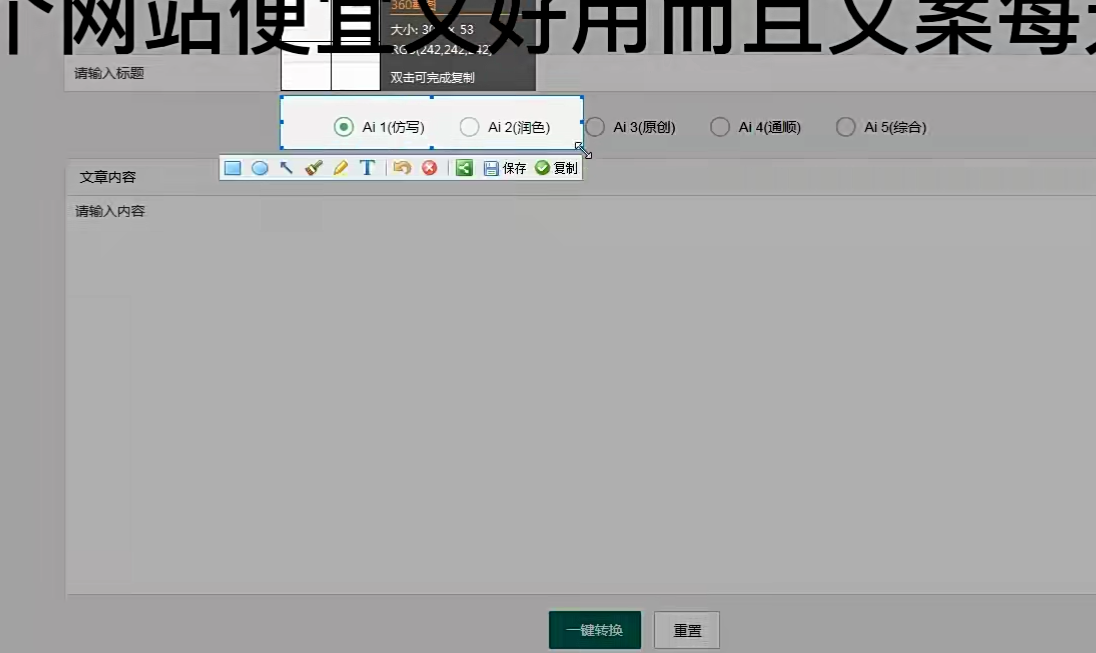 个网站便宜又好用而且文案每
360截图
大小: 30 x 53
RGB(242,242,242)
双击可完成复制
请输入标题
Ai 1(仿写) Ai 2(润色) Ai 3(原创) Ai 4(通顺) Ai 5(综合)
T 保存 复制
文章内容
请输入内容
一键转换 重置